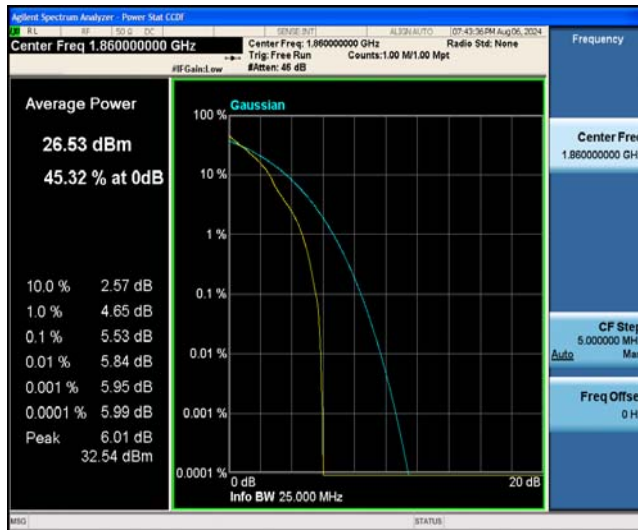 Agilent Spectrum Analyzer - Power Stat CCDF
RL RF 50 Ω DC SENSE:INT ALIGN AUTO 07:43:36 PM Aug 06, 2024
Center Freq 1.860000000 GHz
Center Freq: 1.860000000 GHz Radio Std: None
Trig: Free Run Counts:1.00 M/1.00 Mpt
#IFGain:Low #Atten: 46 dB
Frequency
Average Power
26.53 dBm
45.32 % at 0dB
10.0 % 2.57 dB
1.0 % 4.65 dB
0.1 % 5.53 dB
0.01 % 5.84 dB
0.001 % 5.95 dB
0.0001 % 5.99 dB
Peak 6.01 dB
32.54 dBm
Gaussian
100 %
10 %
1 %
0.1 %
0.01 %
0.001 %
0.0001 %
0 dB 20 dB
Info BW 25.000 MHz
Center Fre
1.860000000 GH
CF Step
5.000000 MH
Auto Ma
Freq Offse
0 H
MSG STATUS